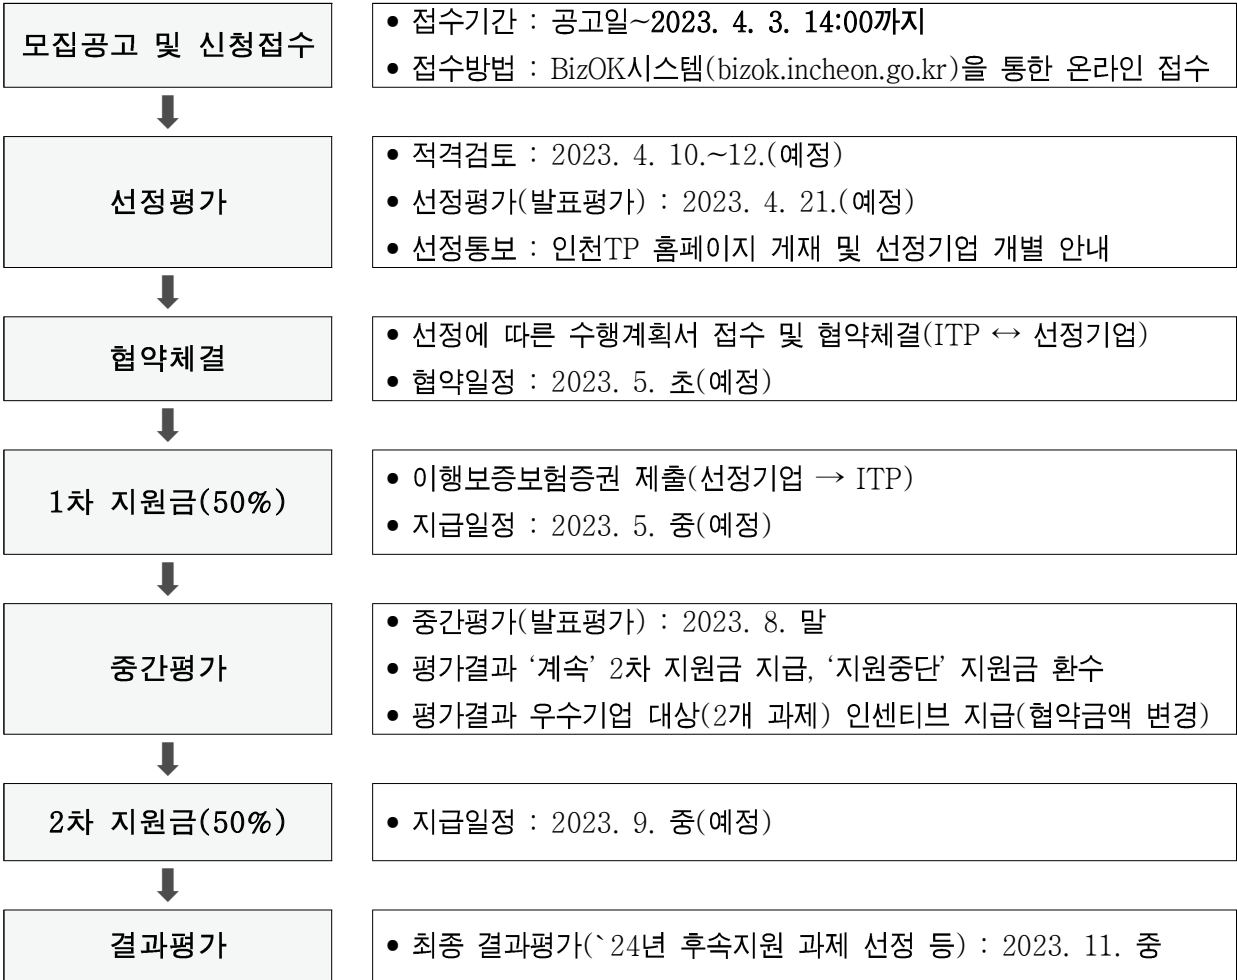 모집공고 및 신청접수
• 접수기간 : 공고일~2023. 4. 3. 14:00까지
• 접수방법 : BizOK시스템(bizok.incheon.go.kr)을 통한 온라인 접수
선정평가
• 적격검토 : 2023. 4. 10.~12.(예정)
• 선정평가(발표평가) : 2023. 4. 21.(예정)
• 선정통보 : 인천TP 홈페이지 게재 및 선정기업 개별 안내
협약체결
• 선정에 따른 수행계획서 접수 및 협약체결(ITP ↔ 선정기업)
• 협약일정 : 2023. 5. 초(예정)
1차 지원금(50%)
• 이행보증보험증권 제출(선정기업 → ITP)
• 지급일정 : 2023. 5. 중(예정)
중간평가
• 중간평가(발표평가) : 2023. 8. 말
• 평가결과 ‘계속’ 2차 지원금 지급, ‘지원중단’ 지원금 환수
• 평가결과 우수기업 대상(2개 과제) 인센티브 지급(협약금액 변경)
2차 지원금(50%)
• 지급일정 : 2023. 9. 중(예정)
결과평가
• 최종 결과평가(`24년 후속지원 과제 선정 등) : 2023. 11. 중